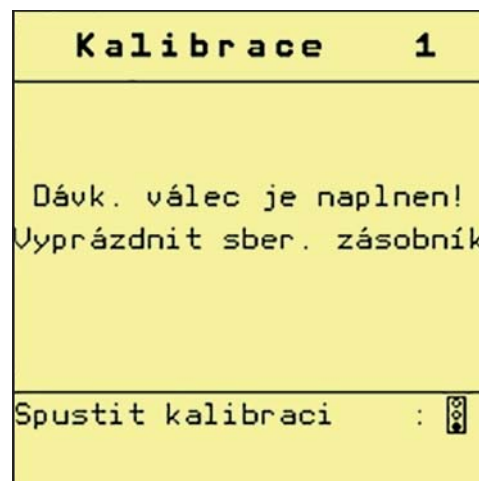 Kalibrace 1
Dávk. válec je naplnen!
Vyprázdnit sber. zásobník
Spustit kalibraci :